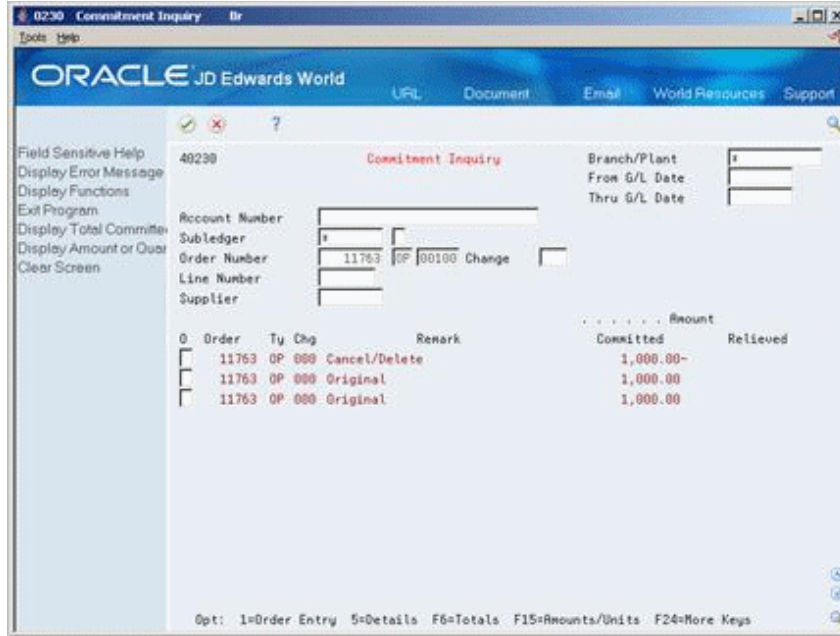 0230 Commitment Inquiry Br
Tools Help
ORACLE JD Edwards World
URL Document Email World Resources Support
?
Field Sensitive Help
Display Error Message
Display Functions
Exit Program
Display Total Committe
Display Amount or Quar
Clear Screen
40230 Commitment Inquiry Branch/Plant *
From G/L Date
Thru G/L Date
Account Number
Subledger *
Order Number 11763 OP 00100 Change
Line Number
Supplier
. . . . . . Amount
O Order Ty Chg Remark Committed Relieved
11763 OP 000 Cancel/Delete 1,000.00-
11763 OP 000 Original 1,000.00
11763 OP 000 Original 1,000.00
Opt: 1=Order Entry 5=Details F6=Totals F15=Amounts/Units F24=More Keys